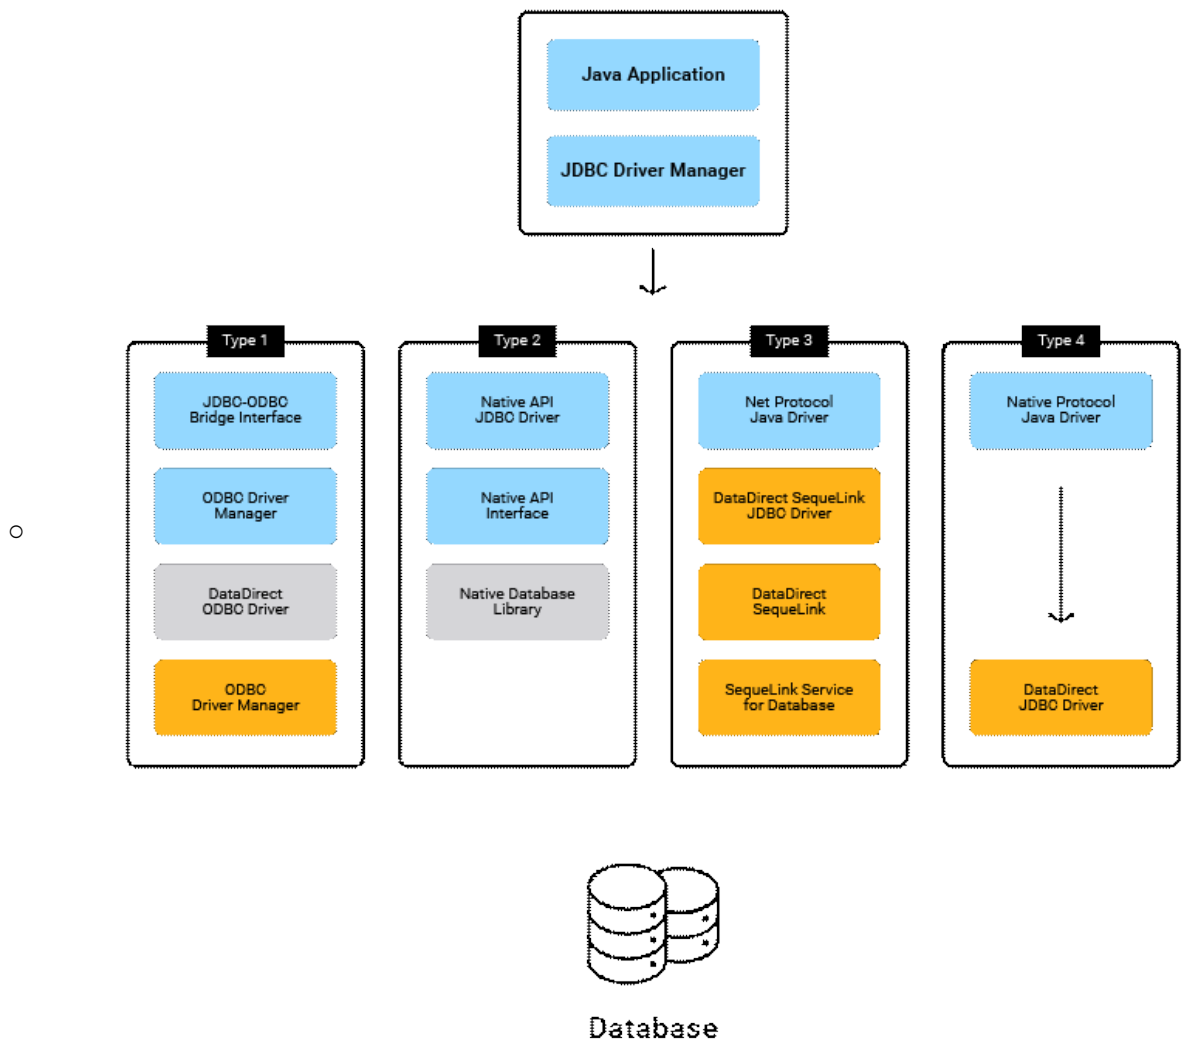 Java Application
JDBC Driver Manager
Type 1
JDBC-ODBC
Bridge Interface
ODBC Driver
Manager
DataDirect
ODBC Driver
ODBC
Driver Manager
Type 2
Native API
JDBC Driver
Native API
Interface
Native Database
Library
Type 3
Net Protocol
Java Driver
DataDirect SequeLink
JDBC Driver
DataDirect
SequeLink
SequeLink Service
for Database
Type 4
Native Protocol
Java Driver
DataDirect
JDBC Driver
Database